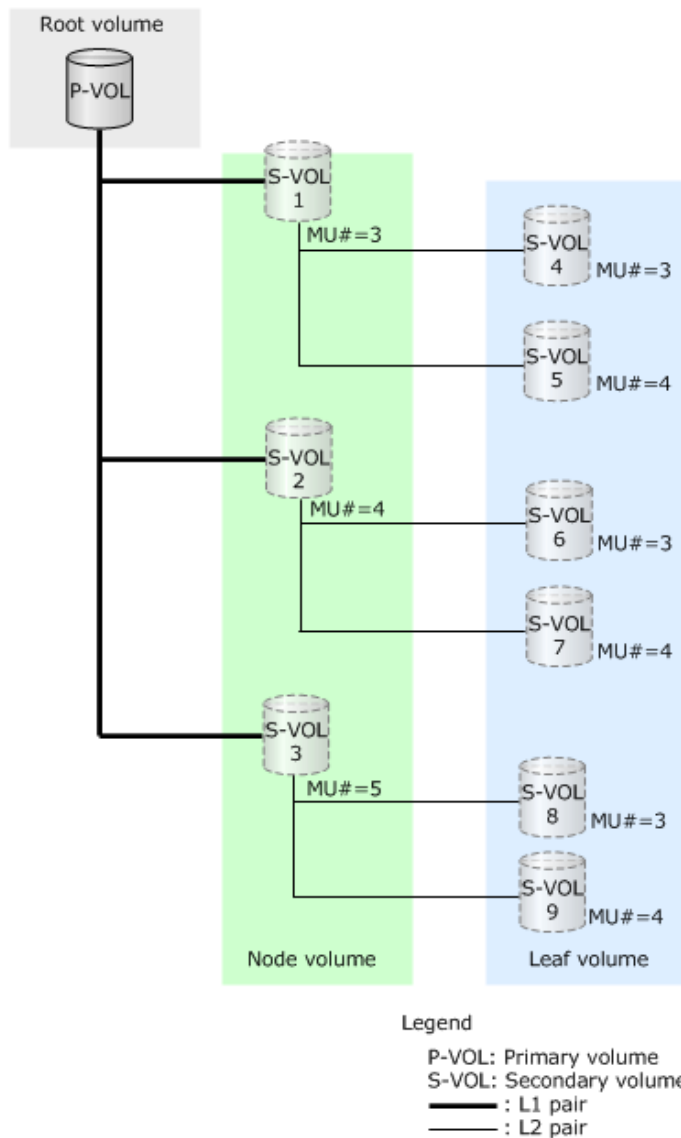 Root volume
P-VOL
S-VOL
1
MU#=3
S-VOL
4
MU#=3
S-VOL
5
MU#=4
S-VOL
2
MU#=4
S-VOL
6
MU#=3
S-VOL
7
MU#=4
S-VOL
3
MU#=5
S-VOL
8
MU#=3
S-VOL
9
MU#=4
Node volume
Leaf volume
Legend
P-VOL: Primary volume
S-VOL: Secondary volume
: L1 pair
: L2 pair